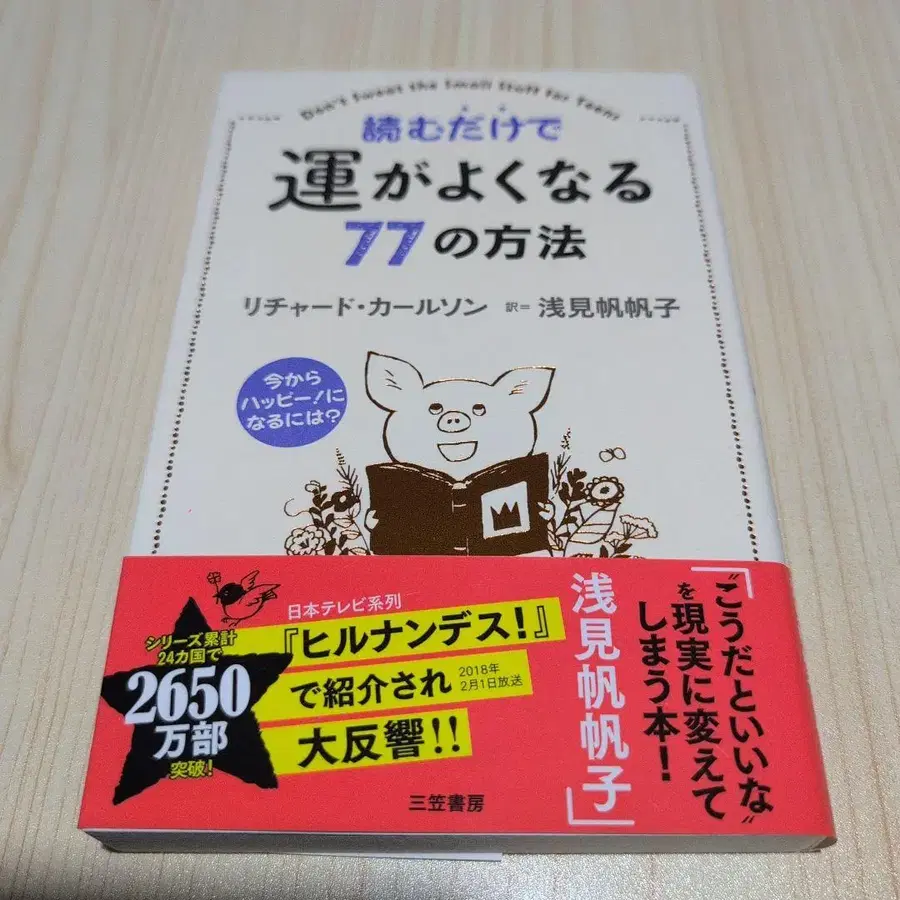 Don't Sweat the Small Stuff for Teens
読むだけで
運がよくなる
77の方法
リチャード・カールソン 訳=浅見帆帆子
今から
ハッピー!に
なるには?
シリーズ累計
24カ国で
2650
万部
突破!
日本テレビ系列
『ヒルナンデス!』
で紹介され 2018年
2月1日放送
大反響!!
三笠書房
「“こうだといいな”
を現実に変えて
しまう本!
浅見帆帆子」